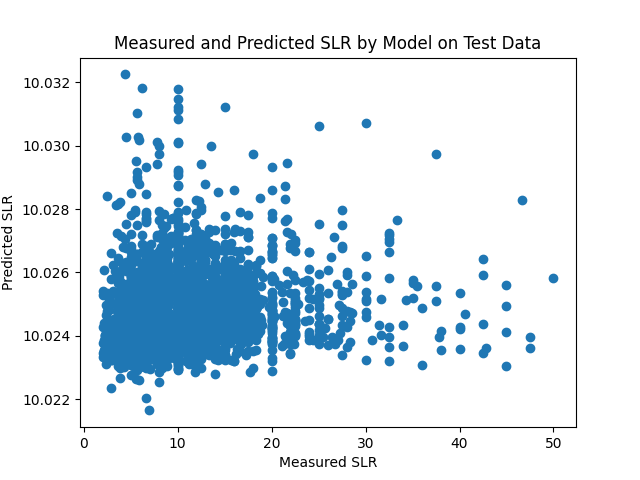 Measured and Predicted SLR by Model on Test Data
10.032
10.030
10.028
10.026
10.024
10.022
Predicted SLR
0 10 20 30 40 50
Measured SLR